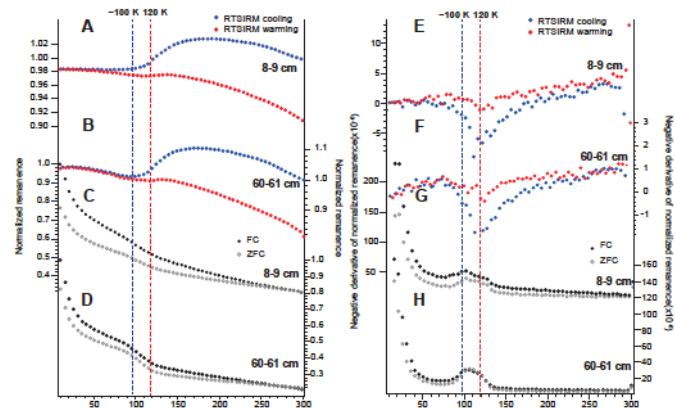 ~100 K 120 K
A
RTSIRM cooling
RTSIRM warming
8-9 cm
1.02
1.00
0.98
0.96
0.94
0.92
0.90
B
60-61 cm
1.1
1.0
0.9
Normalized remanence
Normalized remanence
1.0
0.9
0.8
0.7
0.6
0.5
0.4
C
FC
ZFC
8-9 cm
D
60-61 cm
1.0
0.9
0.8
0.7
0.6
0.5
0.4
0.3
0.2
50 100 150 200 250 300
~100 K 120 K
E
RTSIRM cooling
RTSIRM warming
8-9 cm
10
5
0
-5
F
60-61 cm
3
2
1
0
-1
Negative derivative of normalized remanence(x10⁻⁴)
Negative derivative of normalized remanence(x10⁻⁴)
200
150
100
50
G
FC
ZFC
8-9 cm
H
60-61 cm
160
140
120
100
80
60
40
20
50 100 150 200 250 300